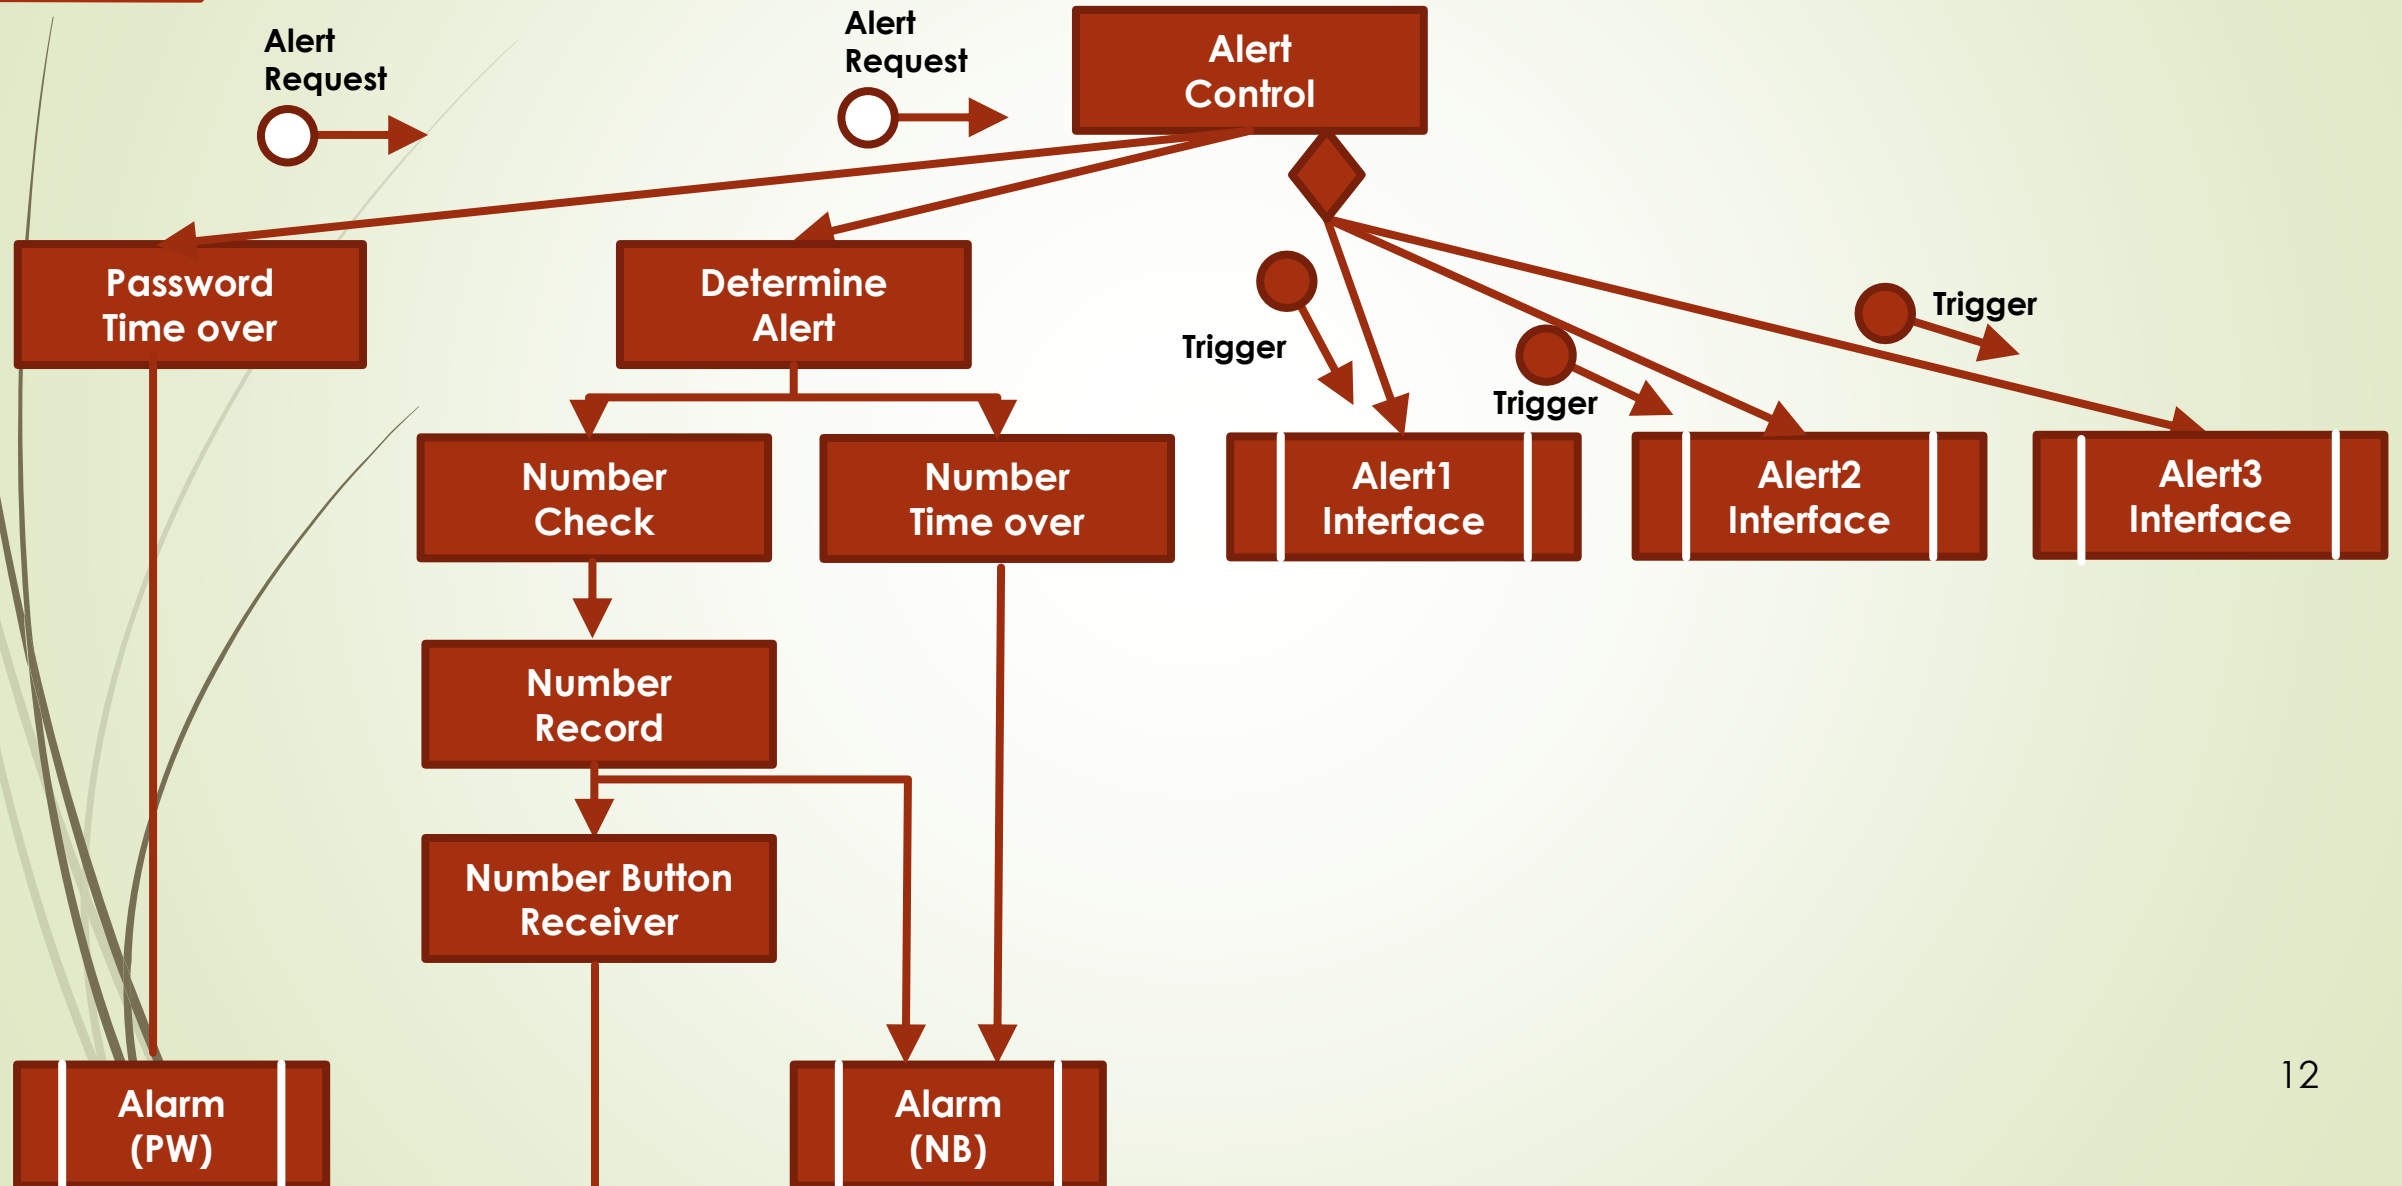 Alert
Request
Alert
Request
Alert
Control
Password
Time over
Determine
Alert
Trigger
Trigger
Trigger
Number
Check
Number
Time over
Alert1
Interface
Alert2
Interface
Alert3
Interface
Number
Record
Number Button
Receiver
Alarm
(PW)
Alarm
(NB)
12